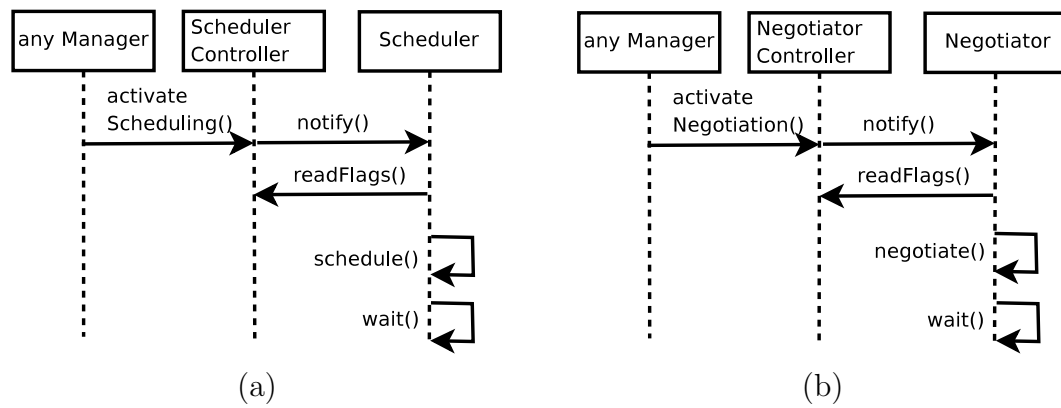 any Manager
Scheduler
Controller
Scheduler
activate
Scheduling()
notify()
readFlags()
schedule()
wait()
(a)
any Manager
Negotiator
Controller
Negotiator
activate
Negotiation()
notify()
readFlags()
negotiate()
wait()
(b)